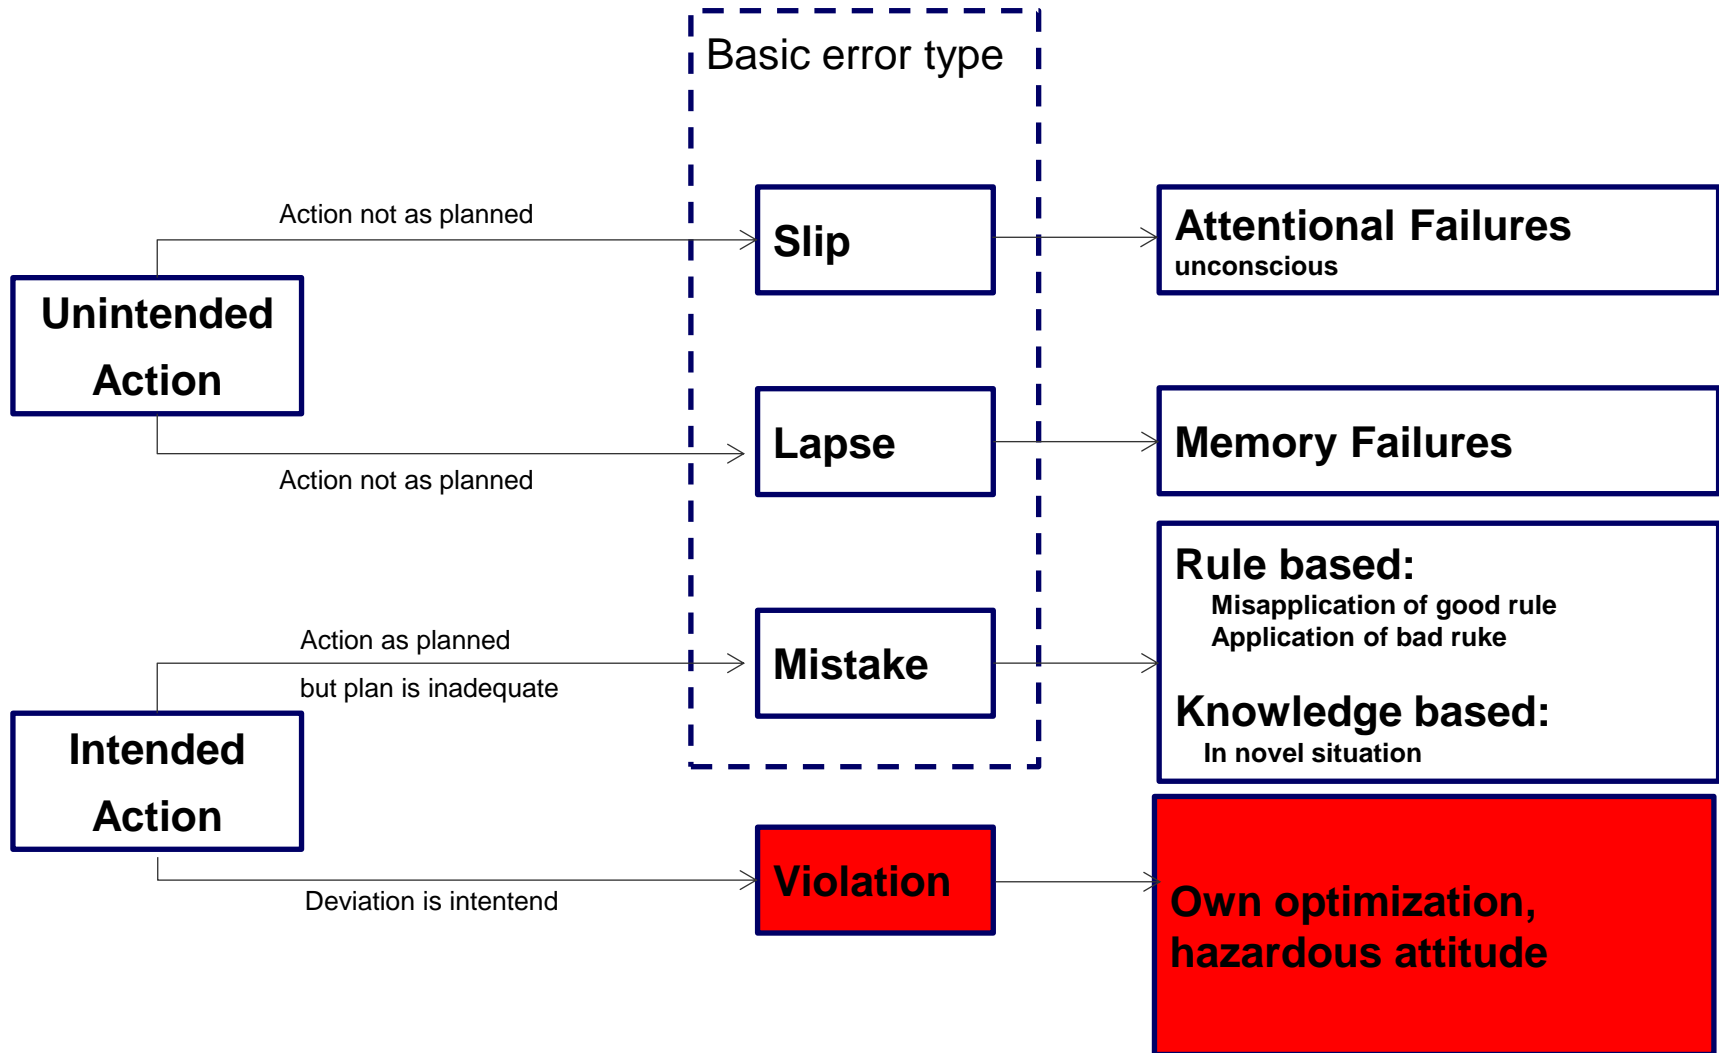 Basic error type
Action not as planned
Slip
Attentional Failures
unconscious
Unintended
Action
Lapse
Memory Failures
Action not as planned
Rule based:
Misapplication of good rule
Application of bad ruke
Action as planned
but plan is inadequate
Mistake
Knowledge based:
In novel situation
Intended
Action
Violation
Deviation is intentend
Own optimization,
hazardous attitude